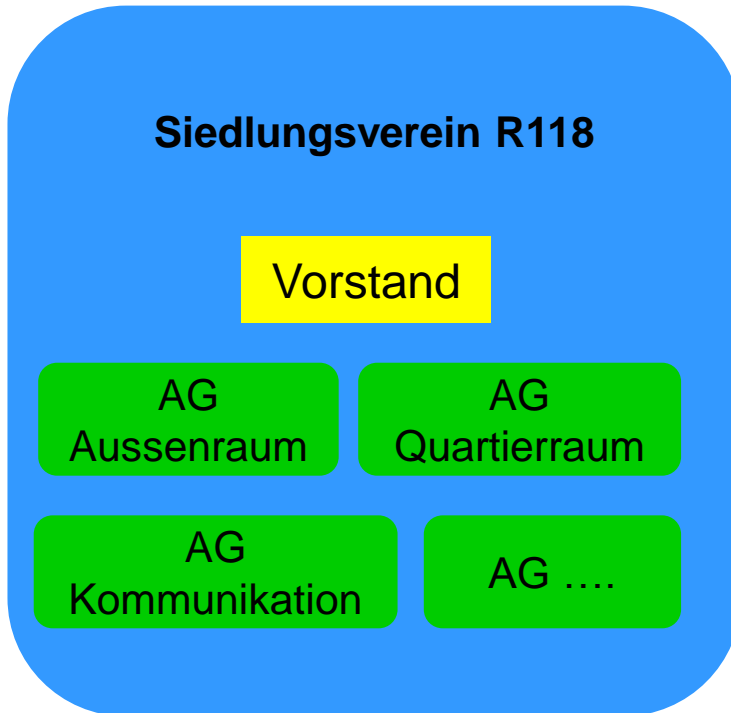 Siedlungsverein R118
Vorstand
AG
Aussenraum
AG
Quartierraum
AG
Kommunikation
AG ....